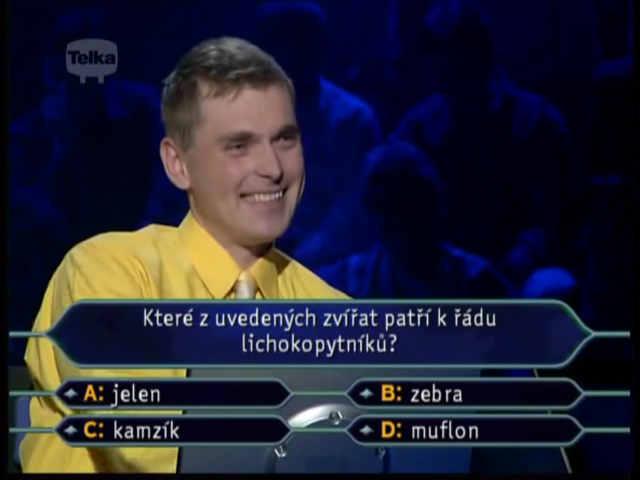 Telka
Které z uvedených zvířat patří k řádu
lichokopytníků?
A: jelen
B: zebra
C: kamzík
D: muflon